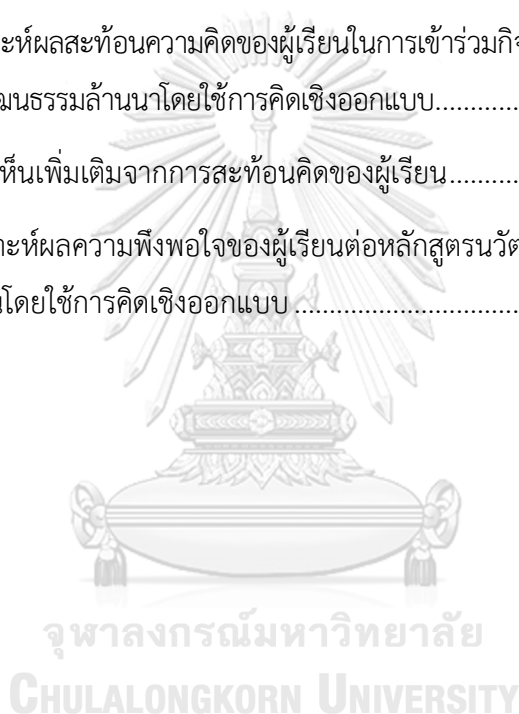 ะห์ผลสะท้อนความคิดของผู้เรียนในการเข้าร่วมกิจ
ฒนธรรมล้านนาโดยใช้การคิดเชิงออกแบบ.............
ห็นเพิ่มเติมจากการสะท้อนคิดของผู้เรียน...........
าะห์ผลความพึงพอใจของผู้เรียนต่อหลักสูตรนวัต
นโดยใช้การคิดเชิงออกแบบ ..............................
จุฬาลงกรณ์มหาวิทยาลัย
CHULALONGKORN UNIVERSITY